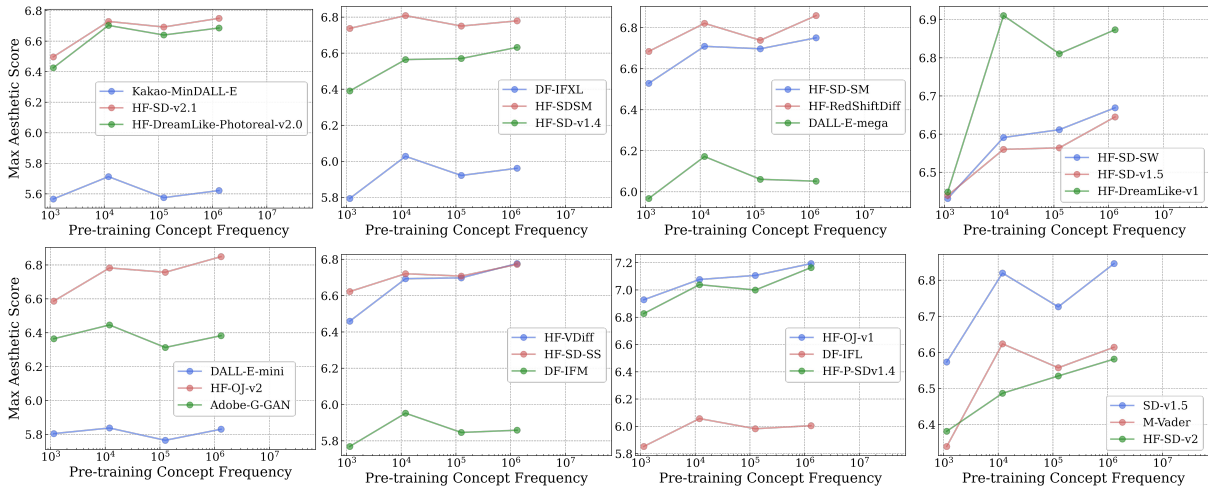 Max Aesthetic Score
6.8
6.6
6.4
6.2
6.0
5.8
5.6
Kakao-MinDALL-E
HF-SD-v2.1
HF-DreamLike-Photoreal-v2.0
10³ 10⁴ 10⁵ 10⁶ 10⁷
Pre-training Concept Frequency
6.8
6.6
6.4
6.2
6.0
5.8
DF-IFXL
HF-SDSM
HF-SD-v1.4
10³ 10⁴ 10⁵ 10⁶ 10⁷
Pre-training Concept Frequency
6.8
6.6
6.4
6.2
6.0
HF-SD-SM
HF-RedShiftDiff
DALL-E-mega
10³ 10⁴ 10⁵ 10⁶ 10⁷
Pre-training Concept Frequency
6.9
6.8
6.7
6.6
6.5
HF-SD-SW
HF-SD-v1.5
HF-DreamLike-v1
10³ 10⁴ 10⁵ 10⁶ 10⁷
Pre-training Concept Frequency
Max Aesthetic Score
6.8
6.6
6.4
6.2
6.0
5.8
DALL-E-mini
HF-OJ-v2
Adobe-G-GAN
10³ 10⁴ 10⁵ 10⁶ 10⁷
Pre-training Concept Frequency
6.8
6.6
6.4
6.2
6.0
5.8
HF-VDiff
HF-SD-SS
DF-IFM
10³ 10⁴ 10⁵ 10⁶ 10⁷
Pre-training Concept Frequency
7.2
7.0
6.8
6.6
6.4
6.2
6.0
5.8
HF-OJ-v1
DF-IFL
HF-P-SDv1.4
10³ 10⁴ 10⁵ 10⁶ 10⁷
Pre-training Concept Frequency
6.8
6.7
6.6
6.5
6.4
SD-v1.5
M-Vader
HF-SD-v2
10³ 10⁴ 10⁵ 10⁶ 10⁷
Pre-training Concept Frequency